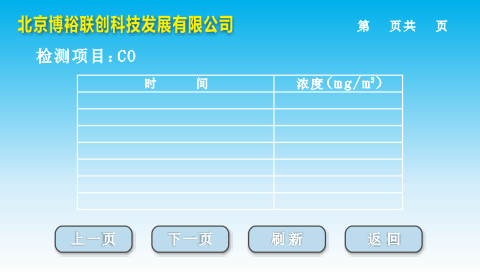 北京博裕联创科技发展有限公司 第 页共 页
检测项目：CO
时 间 浓度（mg/m³）
上一页 下一页 刷新 返回